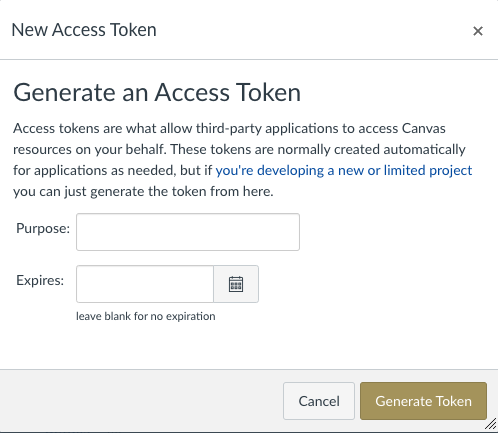 New Access Token
×
Generate an Access Token
Access tokens are what allow third-party applications to access Canvas
resources on your behalf. These tokens are normally created automatically
for applications as needed, but if you're developing a new or limited project
you can just generate the token from here.
Purpose:
Expires:
leave blank for no expiration
Cancel
Generate Token